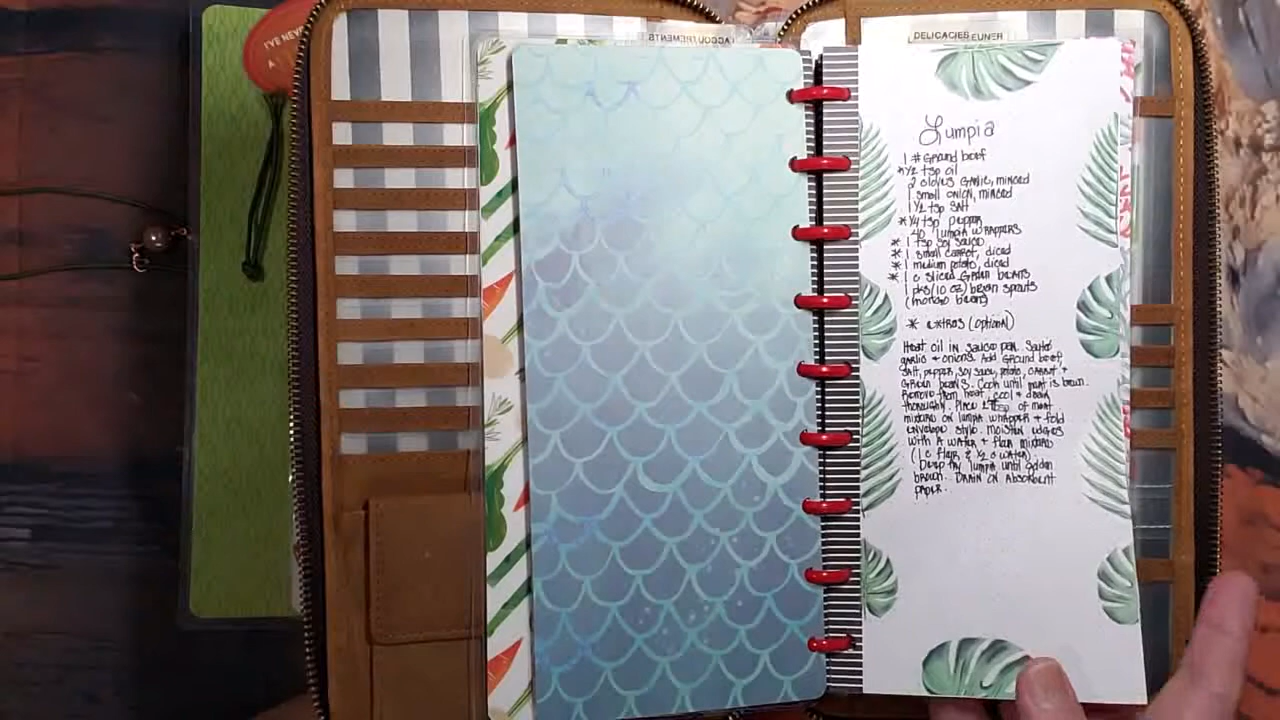 I'VE NEVE
A
ACCOUTREMENTS
DELICACIES EUNER
Lumpia
1 # Ground beef
* 1/2 tsp oil
2 cloves GARLIC, minced
1 small onion, minced
1 1/2 tsp SAlt
* 1/4 tsp pepper
40 lumpia wrappers
* 1 tsp soy sauce
* 1 small carrot, diced
* 1 medium potato, diced
* 1 c sliced Green beans
1 pkg (10 oz) bean sprouts
(mongo beans)
* extras (optional)
Heat oil in sauce pan. Saute
garlic + onions. Add Ground beef,
salt, pepper, soy sauce, potato, carrot +
Green beans. Cook until meat is brown.
Remove from heat, cool + drain
thoroughly. Place of meat
mixture on lumpia wrapper + fold
envelope style. moisten edges
with a water + flour mixture
(1 c flour & 1/2 c water)
Deep fry lumpia until golden
brown. DRAIN on Absorbent
paper.